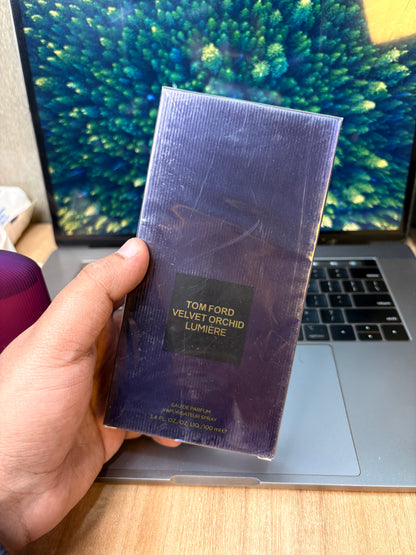 TOM FORD
VELVET ORCHID
LUMIÈRE
EAU DE PARFUM
VAPORISATEUR SPRAY
3.4 FL. OZ./OZ. LIQ./100 ml ℮